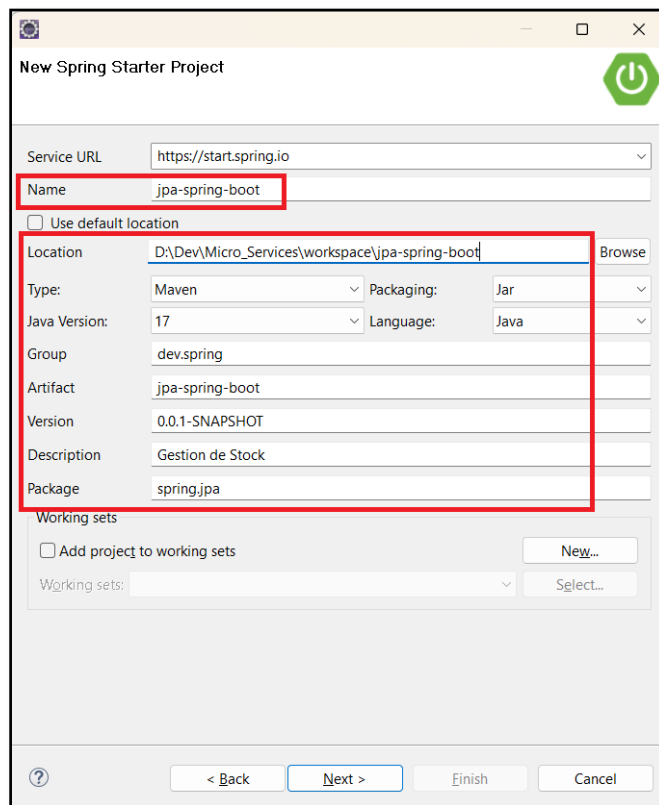 New Spring Starter Project
Service URL https://start.spring.io
Name jpa-spring-boot
Use default location
Location D:\Dev\Micro_Services\workspace\jpa-spring-boot Browse
Type: Maven Packaging: Jar
Java Version: 17 Language: Java
Group dev.spring
Artifact jpa-spring-boot
Version 0.0.1-SNAPSHOT
Description Gestion de Stock
Package spring.jpa
Working sets
Add project to working sets New...
Working sets: Select...
? < Back Next > Finish Cancel